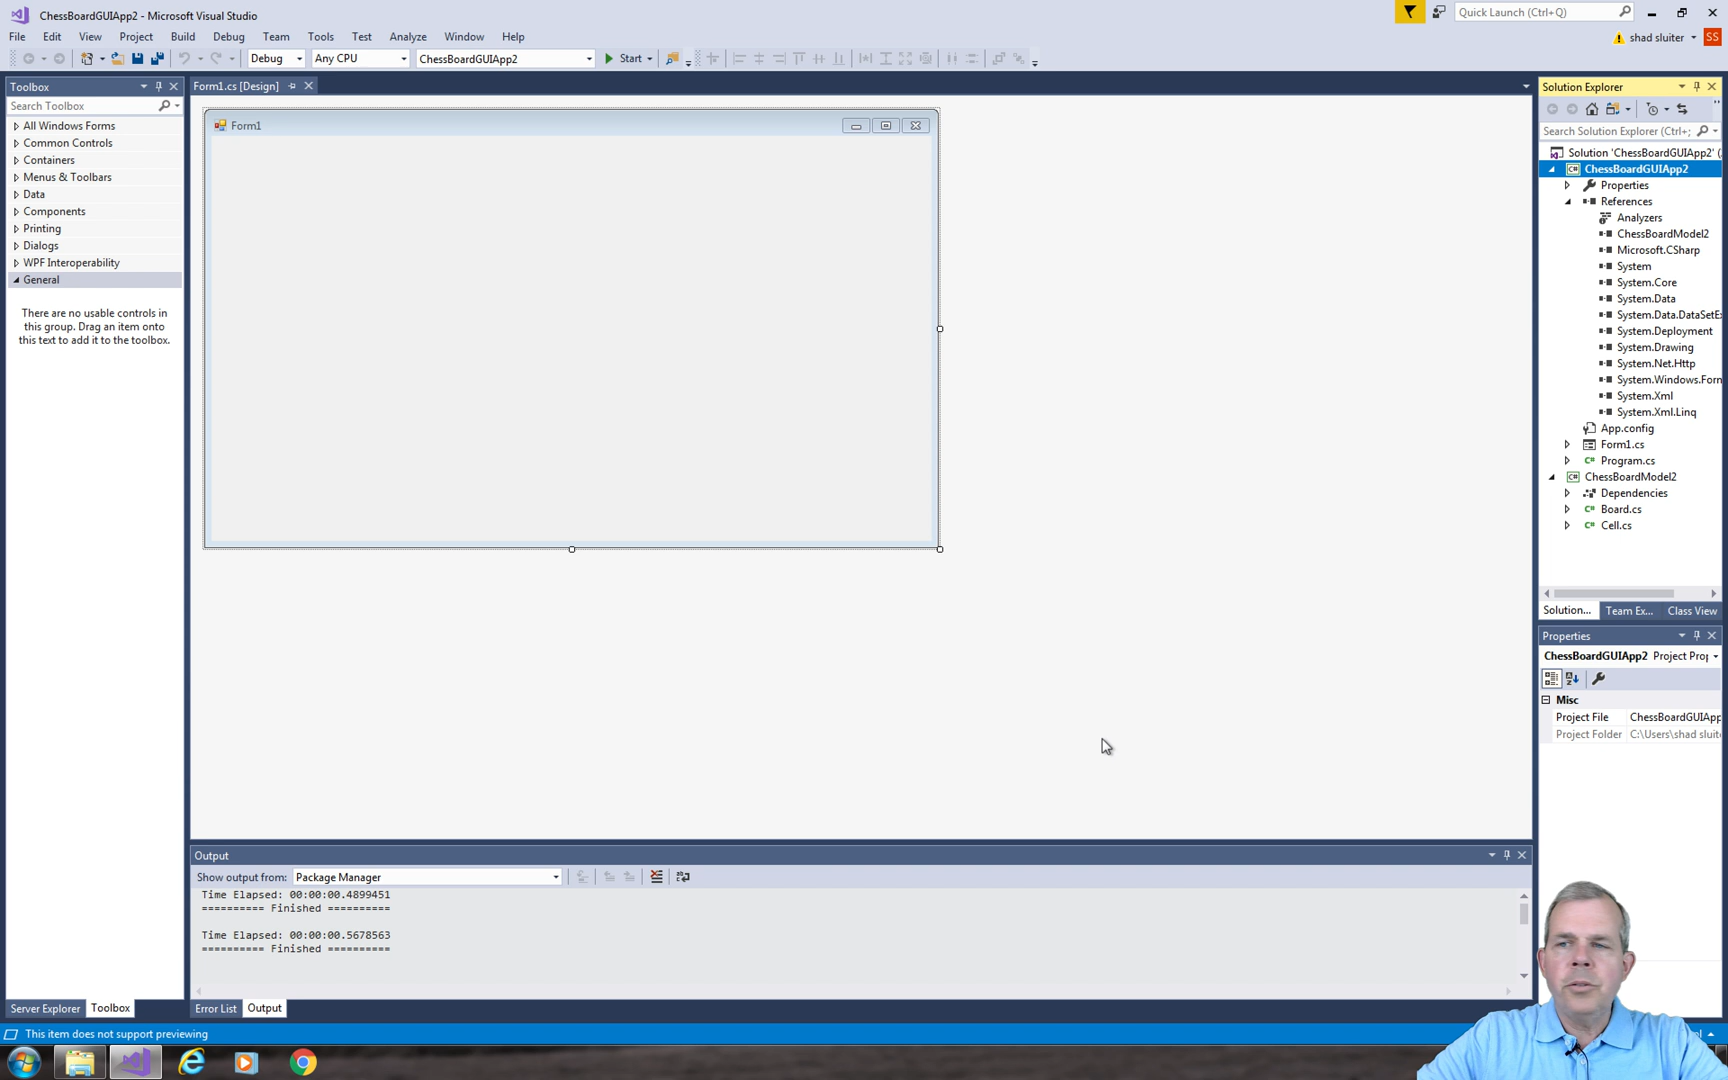 ChessBoardGUIApp2 - Microsoft Visual Studio
Quick Launch (Ctrl+Q)
File Edit View Project Build Debug Team Tools Test Analyze Window Help
shad sluiter SS
Debug Any CPU ChessBoardGUIApp2 Start
Toolbox
Search Toolbox
All Windows Forms
Common Controls
Containers
Menus & Toolbars
Data
Components
Printing
Dialogs
WPF Interoperability
General
There are no usable controls in
this group. Drag an item onto
this text to add it to the toolbox.
Server Explorer Toolbox
Form1.cs [Design]
Form1
Output
Show output from: Package Manager
Time Elapsed: 00:00:00.4899451
========== Finished ==========
Time Elapsed: 00:00:00.5678563
========== Finished ==========
Error List Output
Solution Explorer
Search Solution Explorer (Ctrl+;
Solution 'ChessBoardGUIApp2' (
ChessBoardGUIApp2
Properties
References
Analyzers
ChessBoardModel2
Microsoft.CSharp
System
System.Core
System.Data
System.Data.DataSetE
System.Deployment
System.Drawing
System.Net.Http
System.Windows.Forn
System.Xml
System.Xml.Linq
App.config
Form1.cs
Program.cs
ChessBoardModel2
Dependencies
Board.cs
Cell.cs
Solution... Team Ex... Class View
Properties
ChessBoardGUIApp2 Project Proj
Misc
Project File ChessBoardGUIApp
Project Folder C:\Users\shad sluit
This item does not support previewing